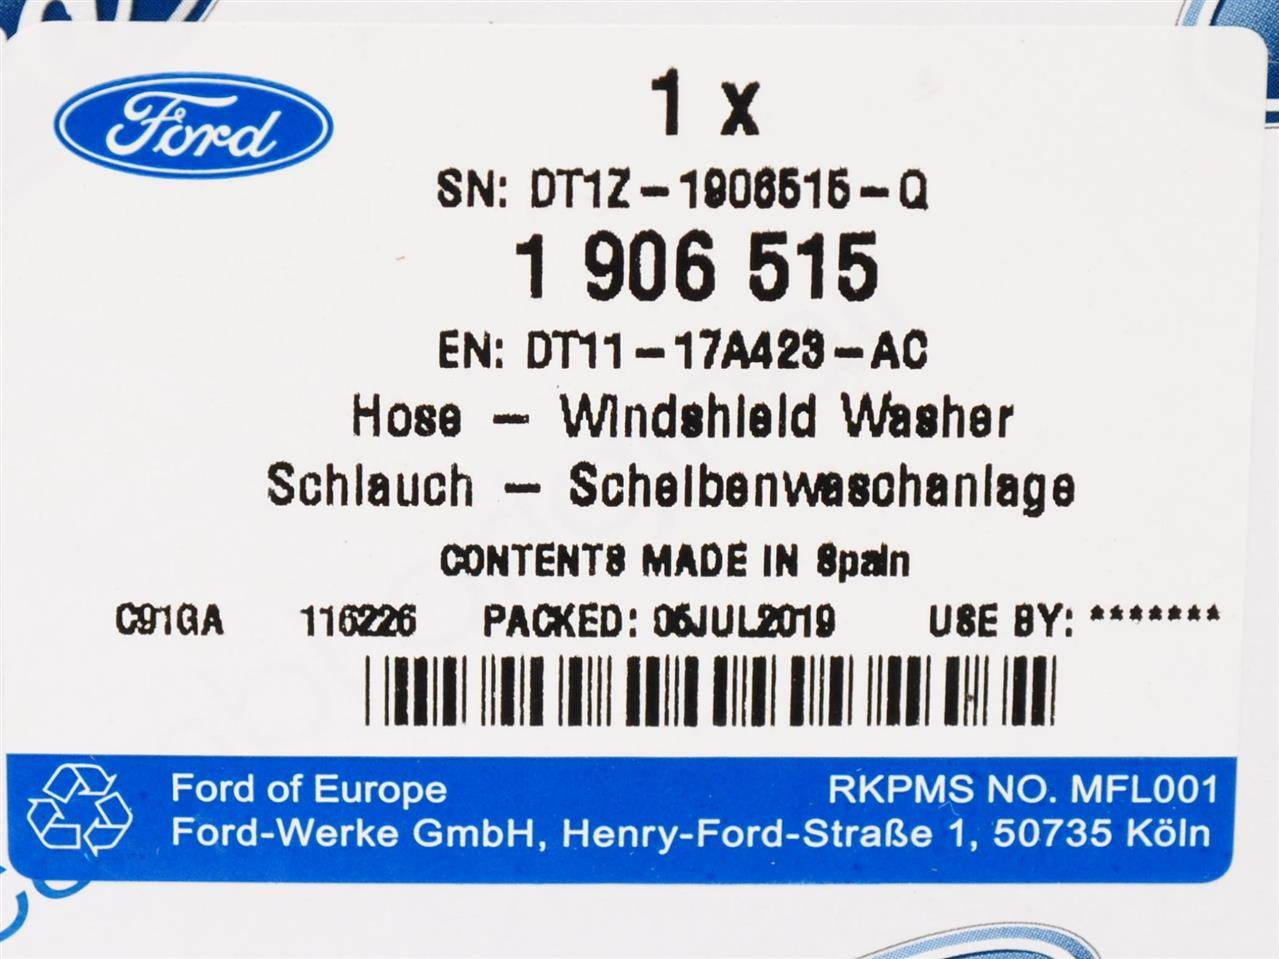 Ford
1 x
SN: DT1Z-1906515-Q
1 906 515
EN: DT11-17A423-AC
Hose - Windshield Washer
Schlauch - Scheibenwaschanlage
CONTENTS MADE IN Spain
C91GA 116226 PACKED: 05JUL2019 USE BY: *******
Ford of Europe RKPMS NO. MFL001
Ford-Werke GmbH, Henry-Ford-Straße 1, 50735 Köln